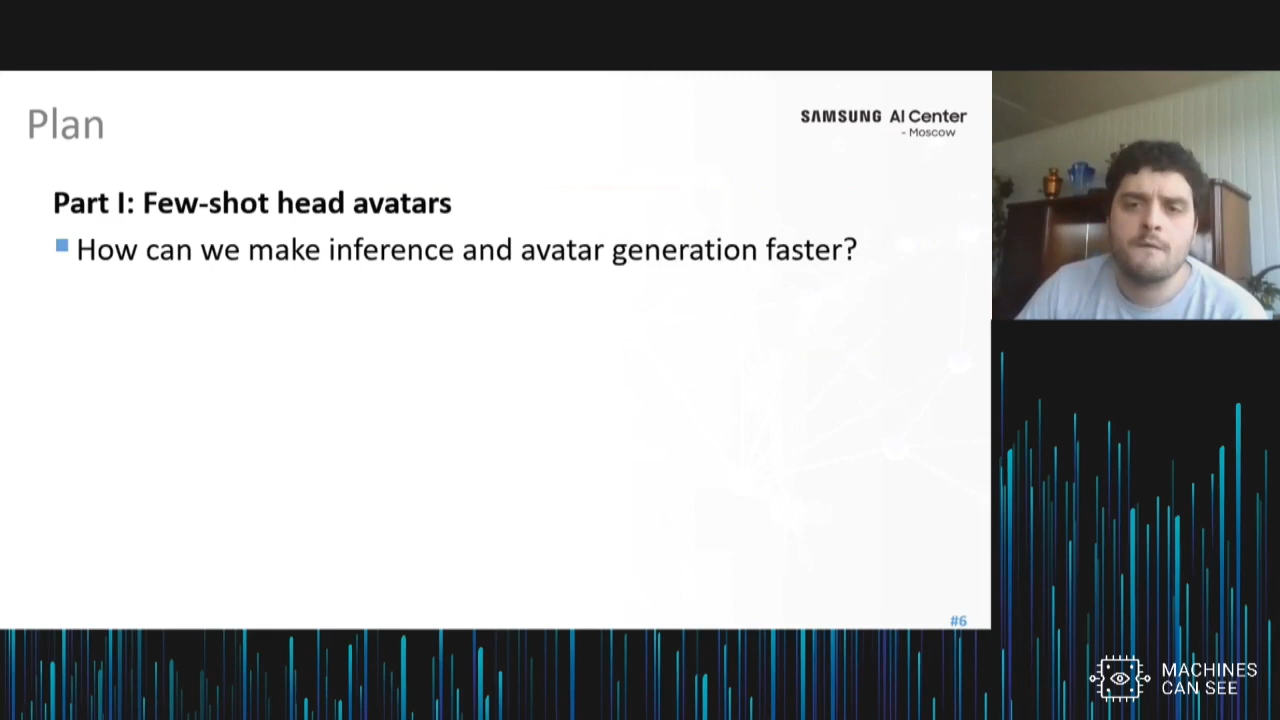 Plan
SAMSUNG AI Center
- Moscow
Part I: Few-shot head avatars
How can we make inference and avatar generation faster?
#6
MACHINES
CAN SEE